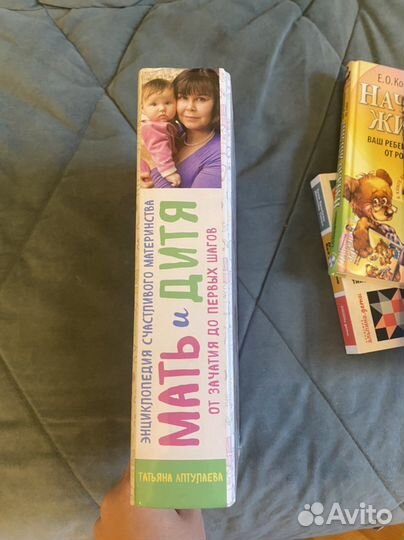 ЭНЦИКЛОПЕДИЯ СЧАСТЛИВОГО МАТЕРИНСТВА
МАТЬ И ДИТЯ
ОТ ЗАЧАТИЯ ДО ПЕРВЫХ ШАГОВ
ТАТЬЯНА АПТУЛАЕВА
Е.О.Ко
НАЧ
ЖИ
ВАШ РЕБЕ
ОТ РО
Avito